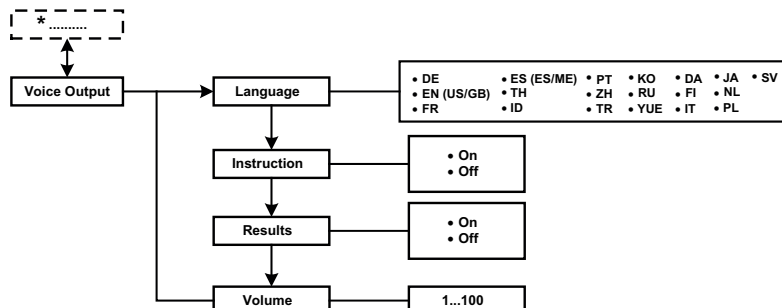 * ..........
Voice Output
Language
• DE • ES (ES/ME) • PT • KO • DA • JA • SV
• EN (US/GB) • TH • ZH • RU • FI • NL
• FR • ID • TR • YUE • IT • PL
Instruction
• On
• Off
Results
• On
• Off
Volume
1...100